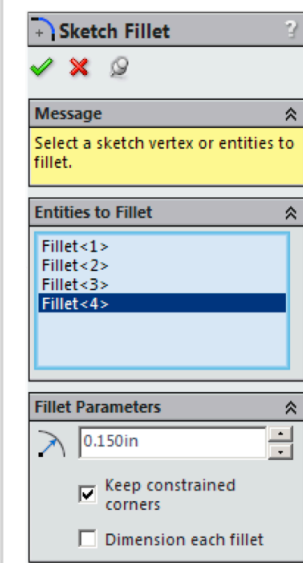 Sketch Fillet ?
Message
Select a sketch vertex or entities to
fillet.
Entities to Fillet
Fillet<1>
Fillet<2>
Fillet<3>
Fillet<4>
Fillet Parameters
0.150in
Keep constrained
corners
Dimension each fillet